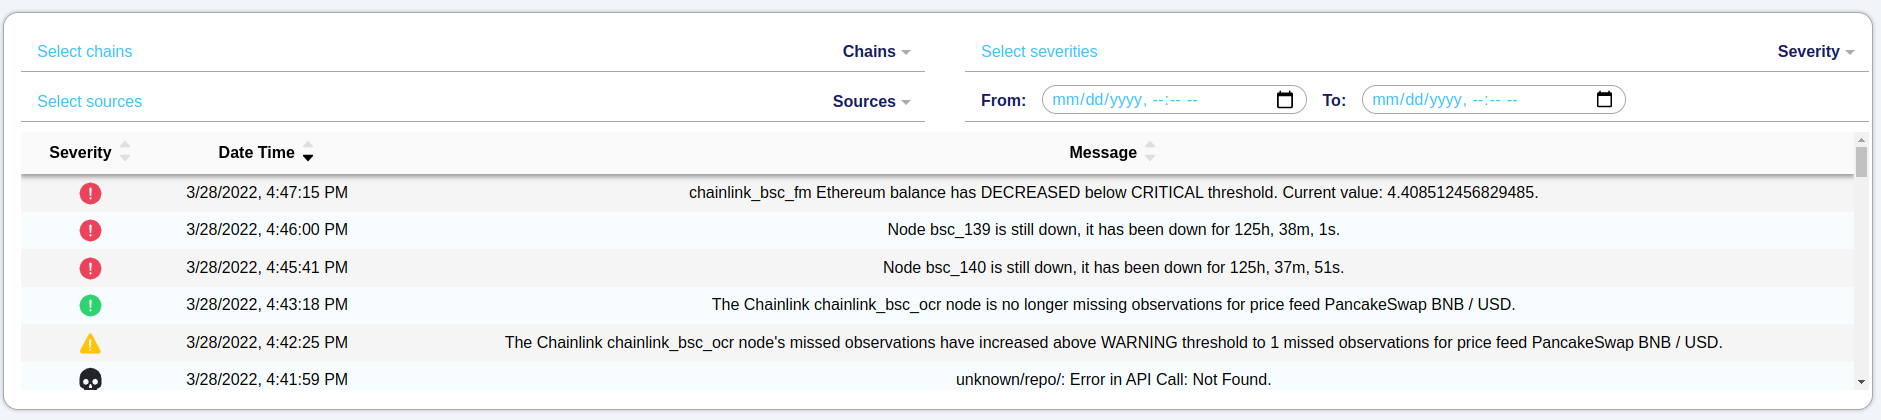 Select chains Chains Select severities Severity
Select sources Sources From: mm/dd/yyyy, --:-- -- To: mm/dd/yyyy, --:-- --
Severity Date Time Message
3/28/2022, 4:47:15 PM chainlink_bsc_fm Ethereum balance has DECREASED below CRITICAL threshold. Current value: 4.408512456829485.
3/28/2022, 4:46:00 PM Node bsc_139 is still down, it has been down for 125h, 38m, 1s.
3/28/2022, 4:45:41 PM Node bsc_140 is still down, it has been down for 125h, 37m, 51s.
3/28/2022, 4:43:18 PM The Chainlink chainlink_bsc_ocr node is no longer missing observations for price feed PancakeSwap BNB / USD.
3/28/2022, 4:42:25 PM The Chainlink chainlink_bsc_ocr node's missed observations have increased above WARNING threshold to 1 missed observations for price feed PancakeSwap BNB / USD.
3/28/2022, 4:41:59 PM unknown/repo/: Error in API Call: Not Found.